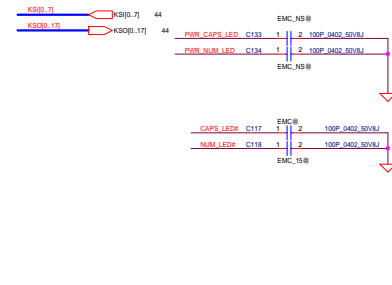 KSI[0..7]
KSI[0..7] 44
KSO[0..17]
KSO[0..17] 44
EMC_NS@
PWR_CAPS_LED C133 1 2 100P_0402_50V8J
PWR_NUM_LED C134 1 2 100P_0402_50V8J
EMC_NS@
EMC@
CAPS_LED# C117 1 2 100P_0402_50V8J
NUM_LED# C118 1 2 100P_0402_50V8J
EMC_15@